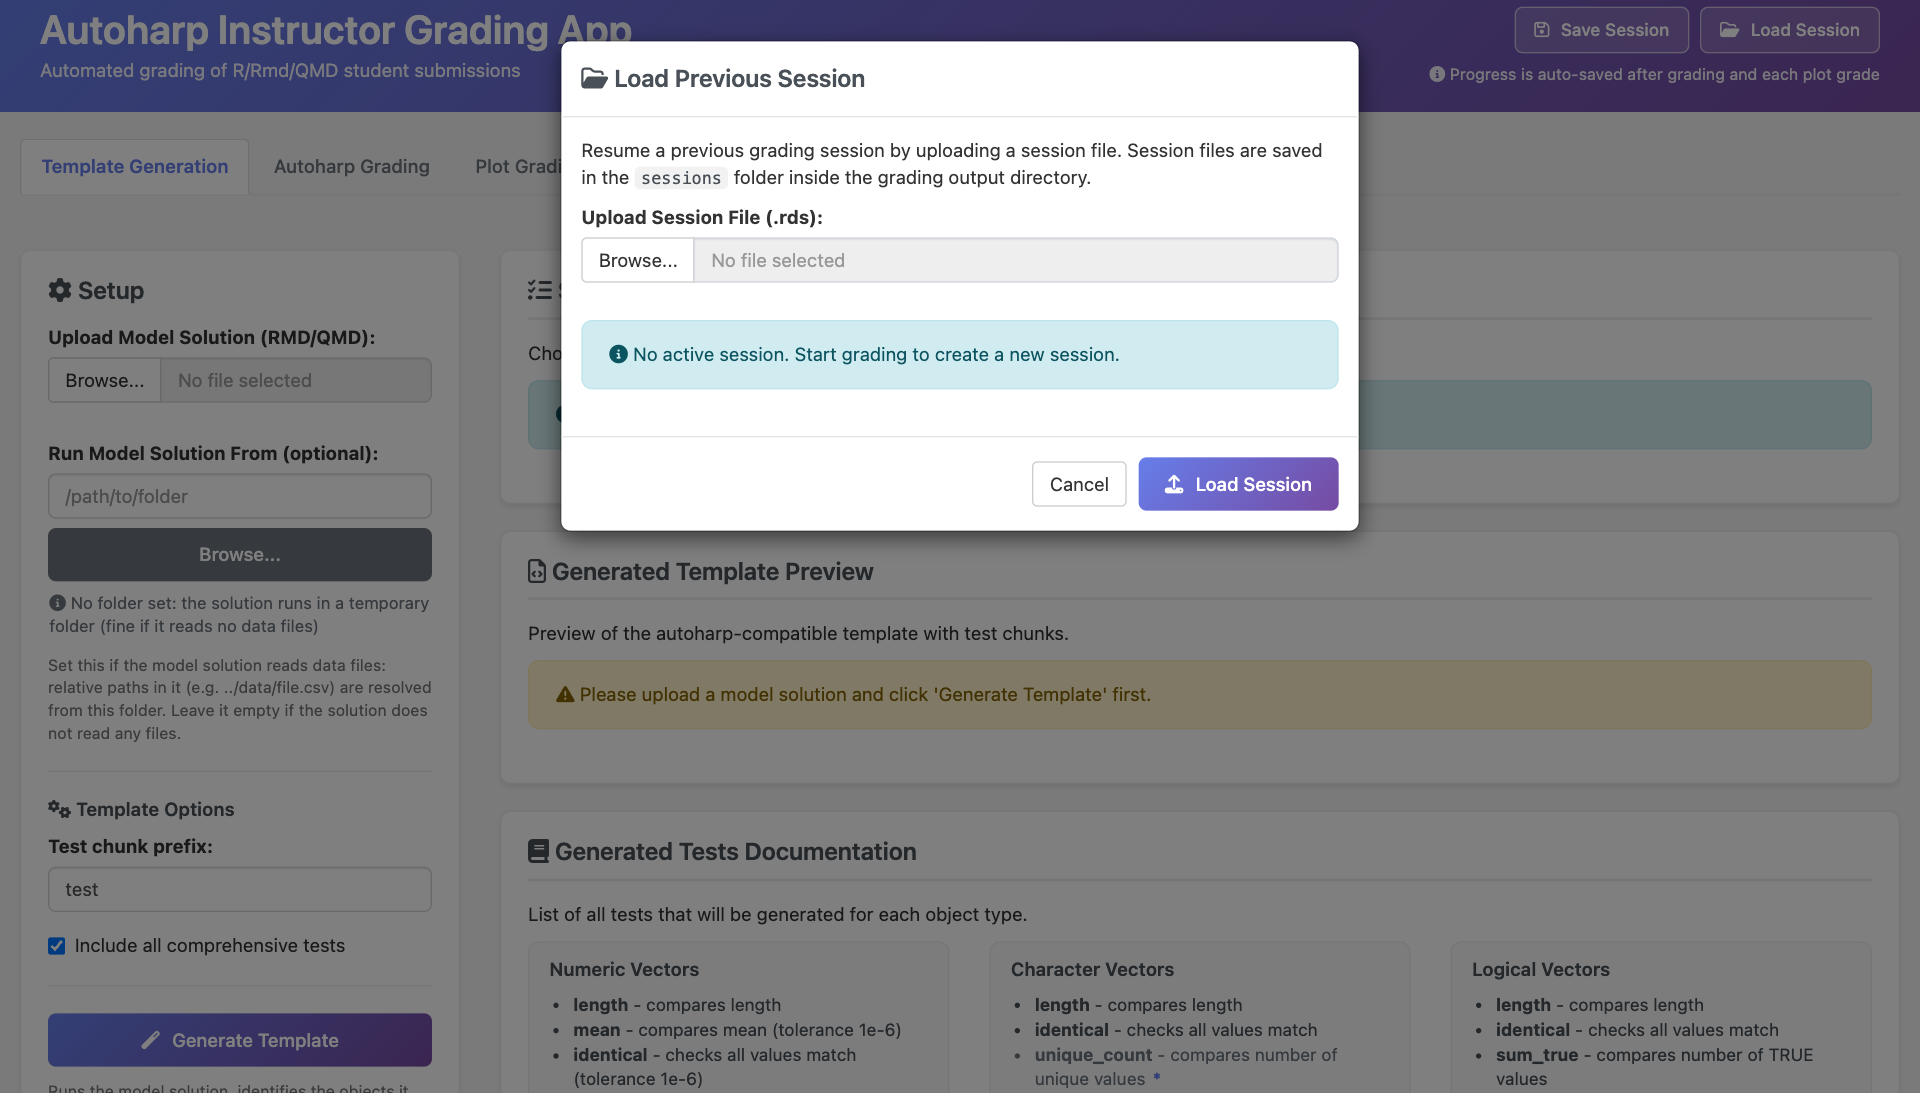 Autoharp Instructor Grading App
Automated grading of R/Rmd/QMD student submissions
Save Session
Load Session
Progress is auto-saved after grading and each plot grade
Template Generation
Autoharp Grading
Plot Gradi
Load Previous Session
Resume a previous grading session by uploading a session file. Session files are saved
in the sessions folder inside the grading output directory.
Upload Session File (.rds):
Browse...
No file selected
No active session. Start grading to create a new session.
Cancel
Load Session
Setup
Upload Model Solution (RMD/QMD):
Browse...
No file selected
Run Model Solution From (optional):
/path/to/folder
Browse...
No folder set: the solution runs in a temporary
folder (fine if it reads no data files)
Set this if the model solution reads data files:
relative paths in it (e.g. ../data/file.csv) are resolved
from this folder. Leave it empty if the solution does
not read any files.
Template Options
Test chunk prefix:
test
Include all comprehensive tests
Generate Template
Runs the model solution, identifies the objects it
Cho
Generated Template Preview
Preview of the autoharp-compatible template with test chunks.
Please upload a model solution and click 'Generate Template' first.
Generated Tests Documentation
List of all tests that will be generated for each object type.
Numeric Vectors
• length - compares length
• mean - compares mean (tolerance 1e-6)
• identical - checks all values match
(tolerance 1e-6)
Character Vectors
• length - compares length
• identical - checks all values match
• unique_count - compares number of
unique values *
Logical Vectors
• length - compares length
• identical - checks all values match
• sum_true - compares number of TRUE
values